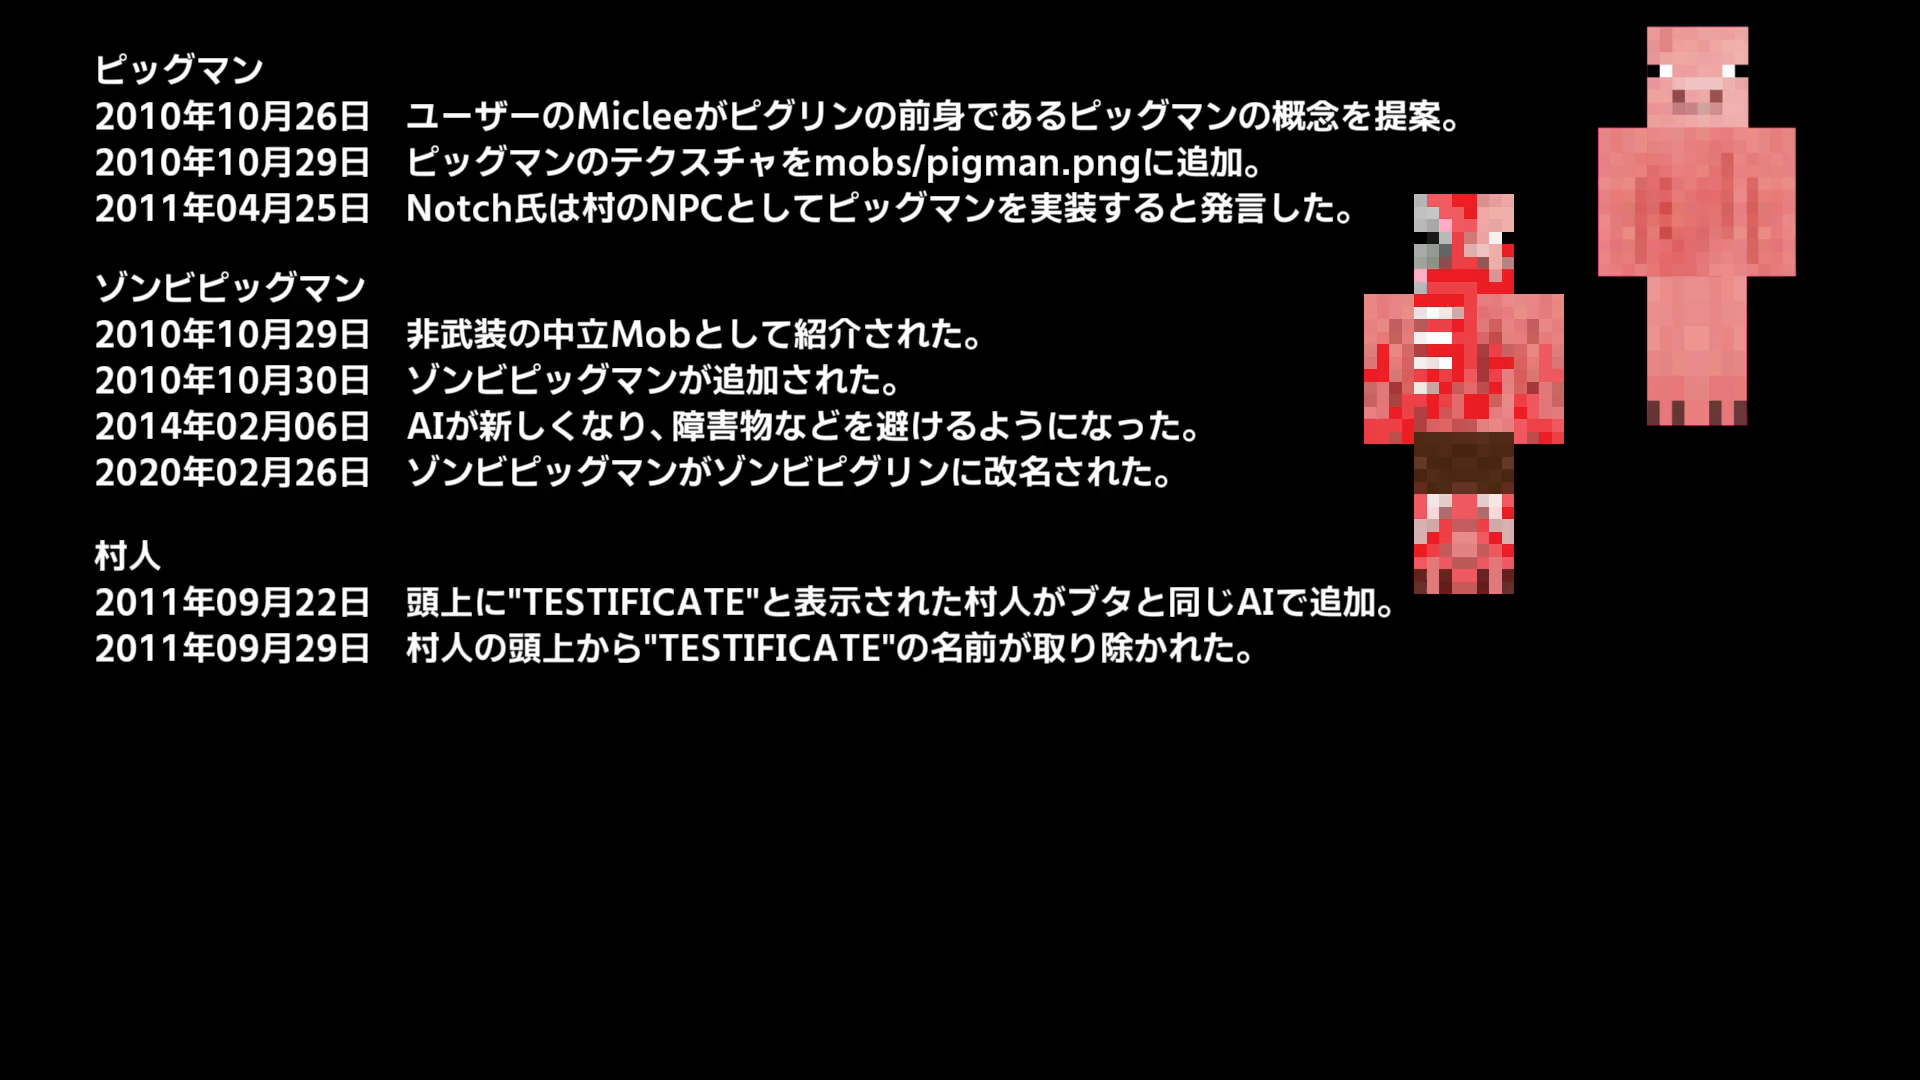 ピッグマン
2010年10月26日　ユーザーのMicleeがピグリンの前身であるピッグマンの概念を提案。
2010年10月29日　ピッグマンのテクスチャをmobs/pigman.pngに追加。
2011年04月25日　Notch氏は村のNPCとしてピッグマンを実装すると発言した。
ゾンビピッグマン
2010年10月29日　非武装の中立Mobとして紹介された。
2010年10月30日　ゾンビピッグマンが追加された。
2014年02月06日　AIが新しくなり、障害物などを避けるようになった。
2020年02月26日　ゾンビピッグマンがゾンビピグリンに改名された。
村人
2011年09月22日　頭上に"TESTIFICATE"と表示された村人がブタと同じAIで追加。
2011年09月29日　村人の頭上から"TESTIFICATE"の名前が取り除かれた。